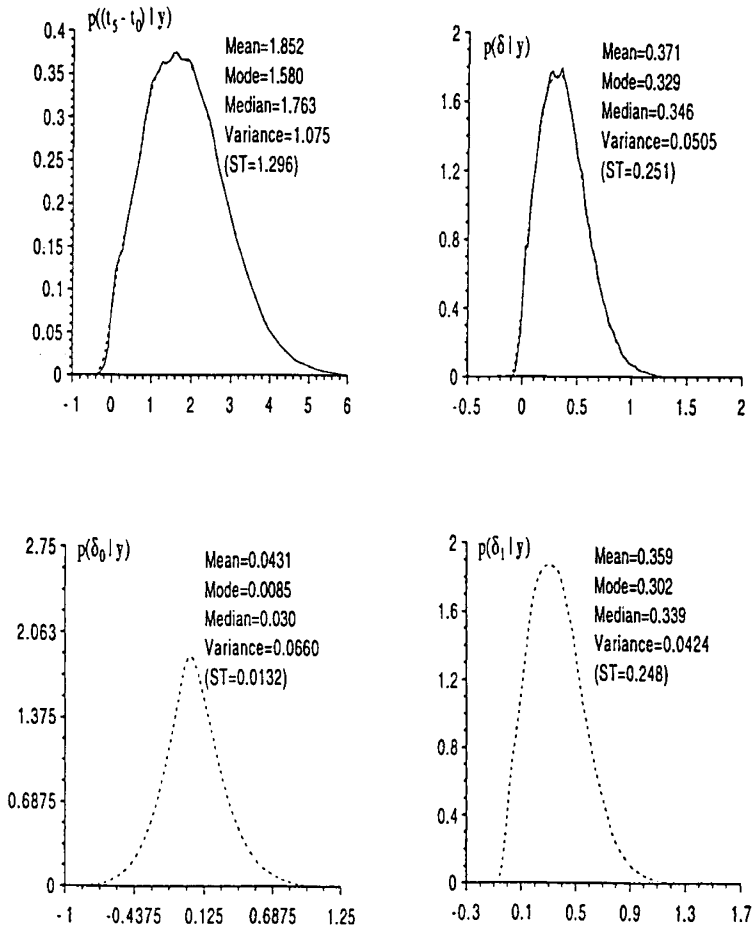 p((t₅ - t₀) | y)
Mean=1.852
Mode=1.580
Median=1.763
Variance=1.075
(ST=1.296)
0.4
0.35
0.3
0.25
0.2
0.15
0.1
0.05
0
-1 0 1 2 3 4 5 6
p(δ | y)
Mean=0.371
Mode=0.329
Median=0.346
Variance=0.0505
(ST=0.251)
2
1.6
1.2
0.8
0.4
0
-0.5 0 0.5 1 1.5 2
p(δ₀ | y)
Mean=0.0431
Mode=0.0085
Median=0.030
Variance=0.0660
(ST=0.0132)
2.75
2.063
1.375
0.6875
0
-1 -0.4375 0.125 0.6875 1.25
p(δ₁ | y)
Mean=0.359
Mode=0.302
Median=0.339
Variance=0.0424
(ST=0.248)
2
1.6
1.2
0.8
0.4
0
-0.3 0.1 0.5 0.9 1.3 1.7